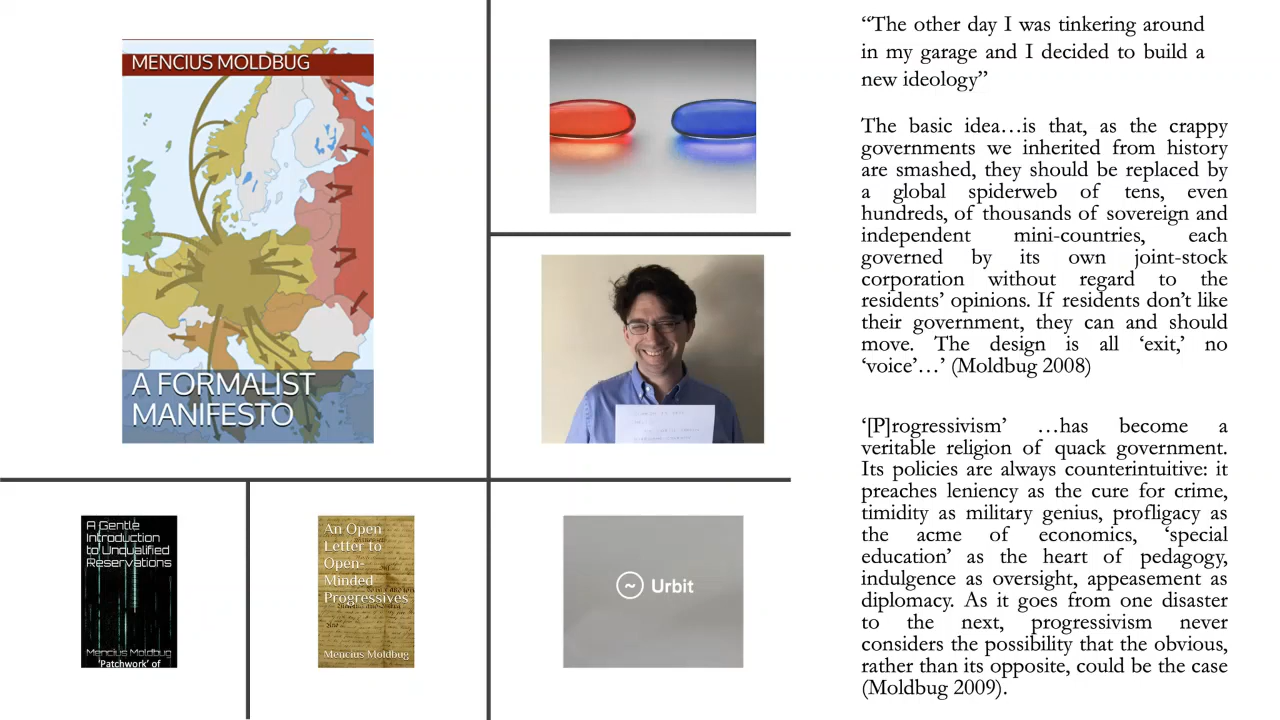 MENCIUS MOLDBUG
A FORMALIST
MANIFESTO
A Gentle
Introduction
to Unqualified
Reservations
Mencius Moldbug
'Patchwork' of
An Open
Letter to
Open-
Minded
Progressives
Mencius Moldbug
~ Urbit
“The other day I was tinkering around
in my garage and I decided to build a
new ideology”
The basic idea…is that, as the crappy
governments we inherited from history
are smashed, they should be replaced by
a global spiderweb of tens, even
hundreds, of thousands of sovereign and
independent mini-countries, each
governed by its own joint-stock
corporation without regard to the
residents’ opinions. If residents don’t like
their government, they can and should
move. The design is all ‘exit,’ no
‘voice’…’ (Moldbug 2008)
‘[P]rogressivism’ …has become a
veritable religion of quack government.
Its policies are always counterintuitive: it
preaches leniency as the cure for crime,
timidity as military genius, profligacy as
the acme of economics, ‘special
education’ as the heart of pedagogy,
indulgence as oversight, appeasement as
diplomacy. As it goes from one disaster
to the next, progressivism never
considers the possibility that the obvious,
rather than its opposite, could be the case
(Moldbug 2009).